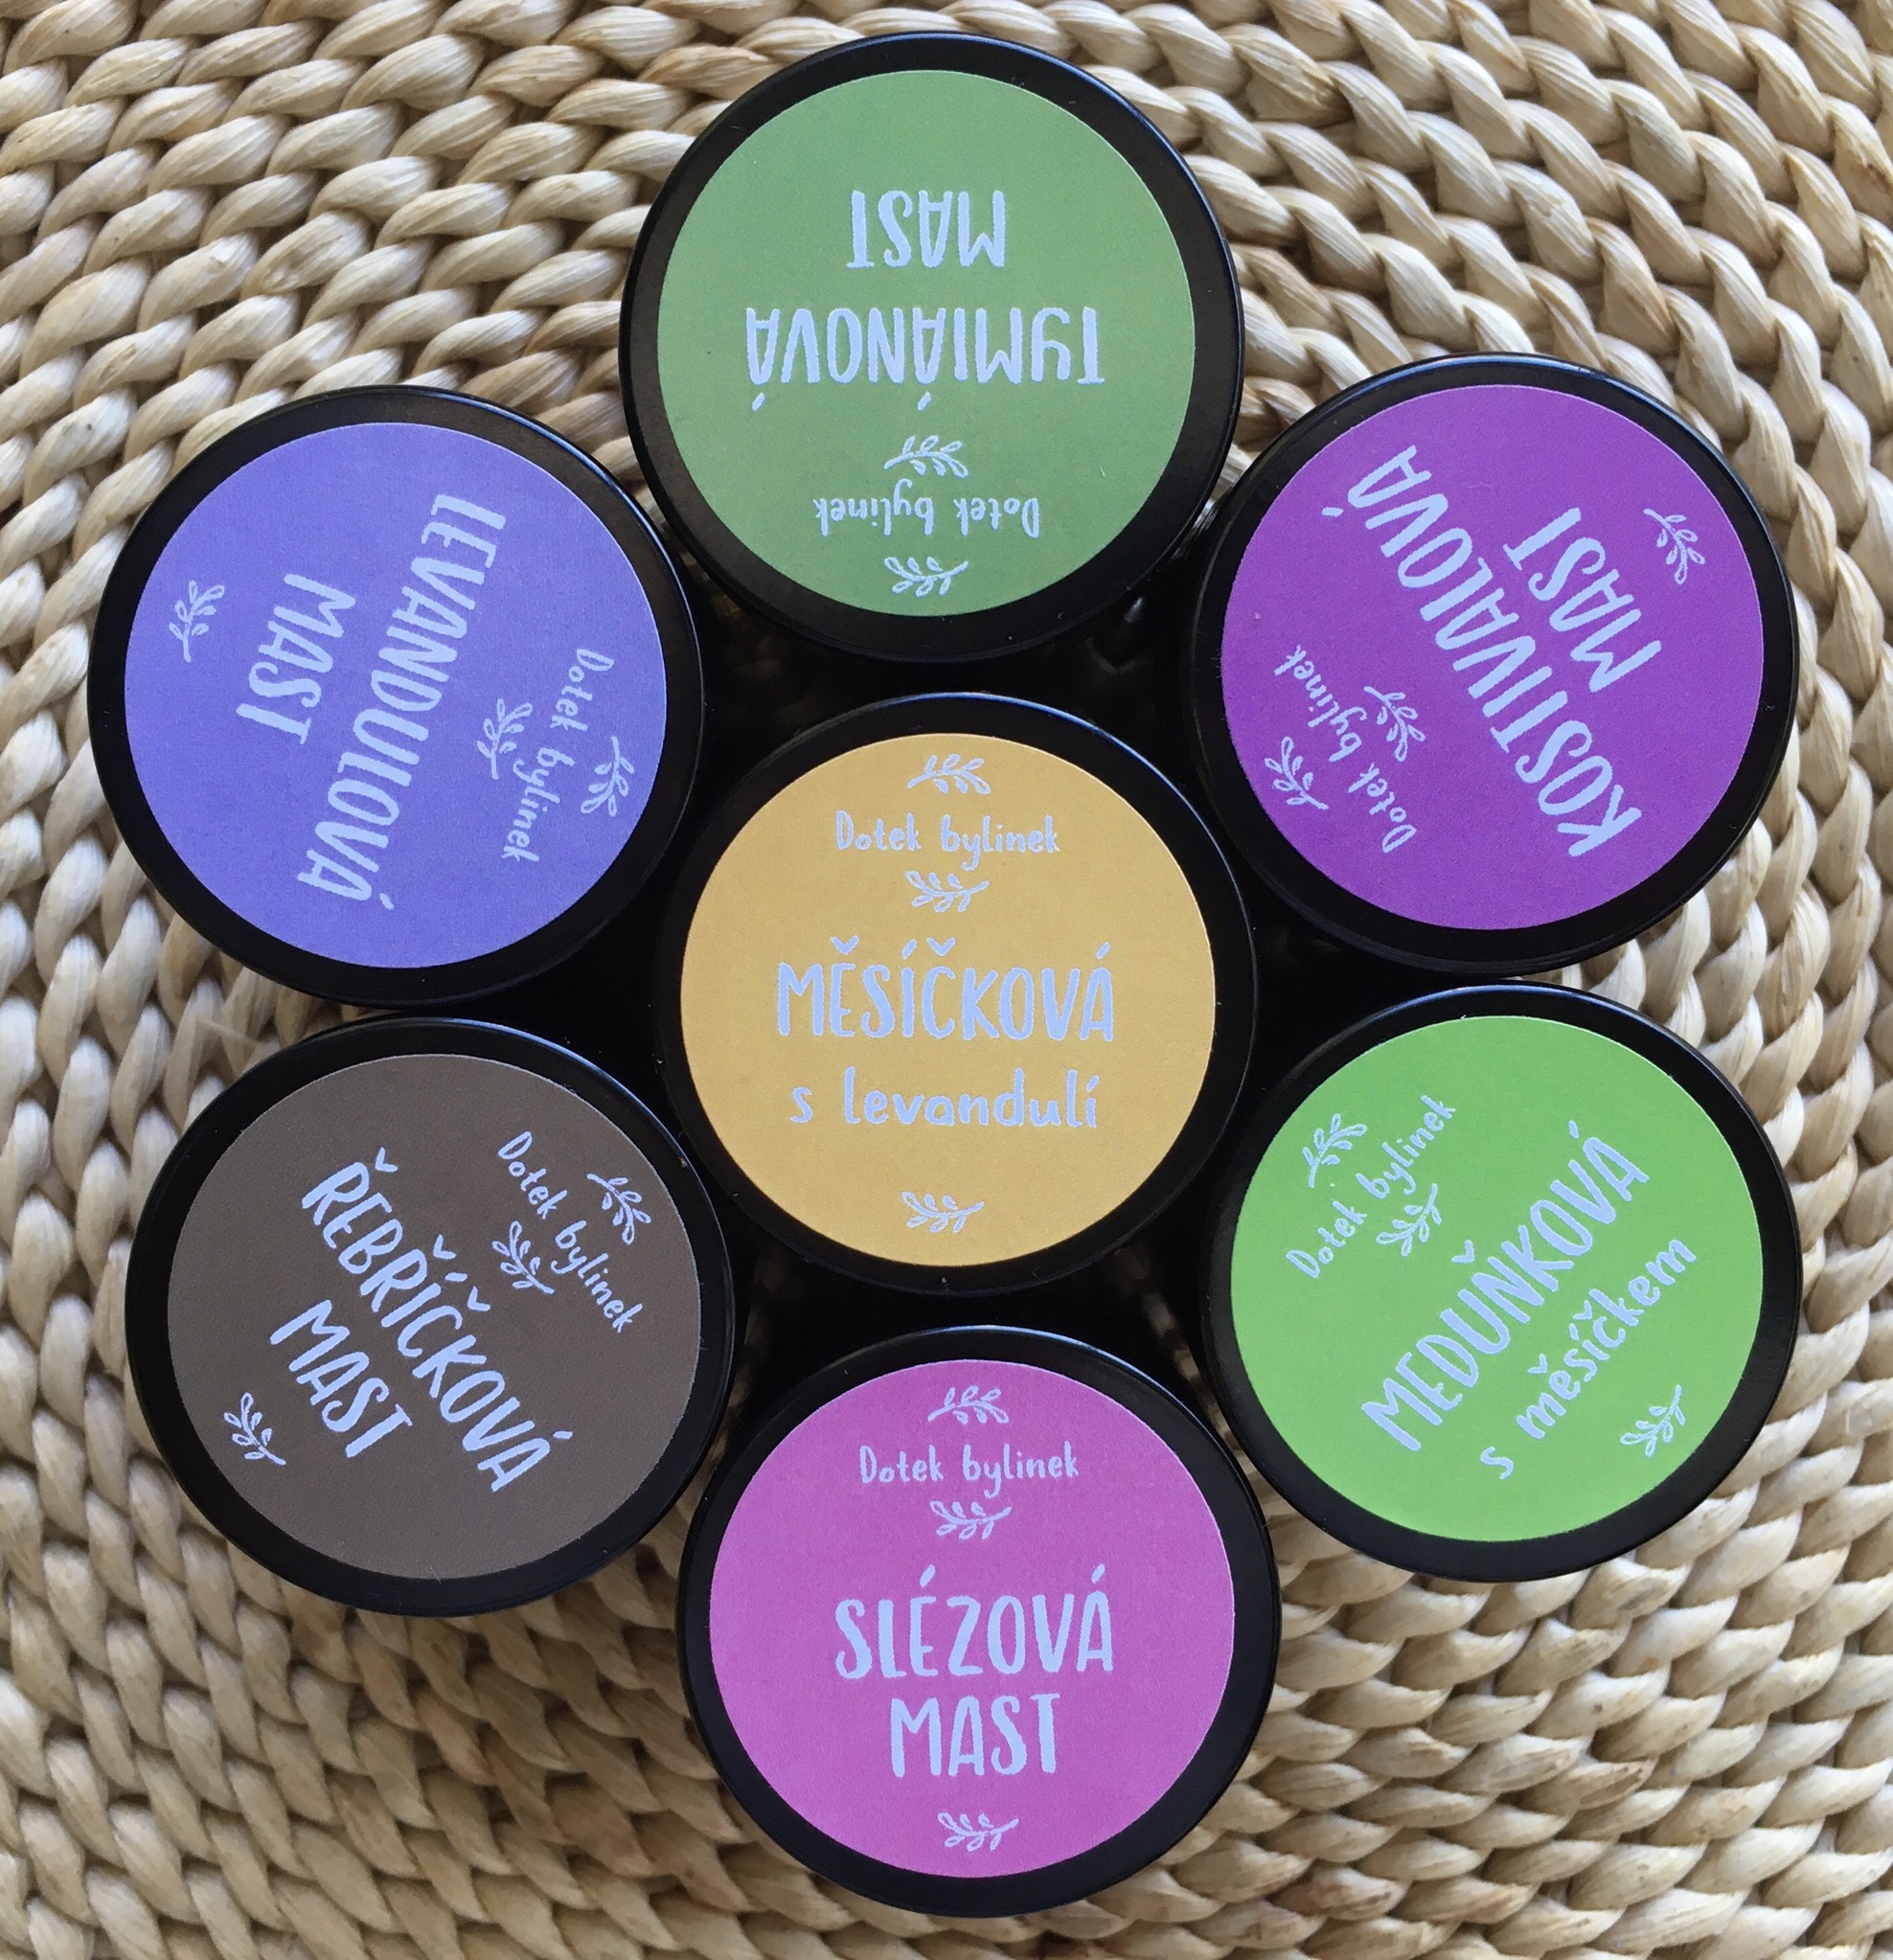 Dotek bylinek
TYMIÁNOVÁ
MAST
Dotek bylinek
LEVANDULOVÁ
MAST
Dotek bylinek
KOSTIVALOVÁ
MAST
Dotek bylinek
MĚSÍČKOVÁ
s levandulí
Dotek bylinek
ŘEBŘÍČKOVÁ
MAST
Dotek bylinek
MEDUŇKOVÁ
s měsíčkem
Dotek bylinek
SLÉZOVÁ
MAST